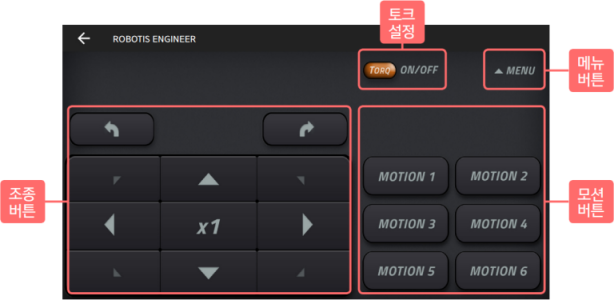 토크
설정
ROBOTIS ENGINEER
TORQ ON/OFF
MENU
메뉴
버튼
조종
버튼
x1
MOTION 1
MOTION 2
MOTION 3
MOTION 4
MOTION 5
MOTION 6
모션
버튼